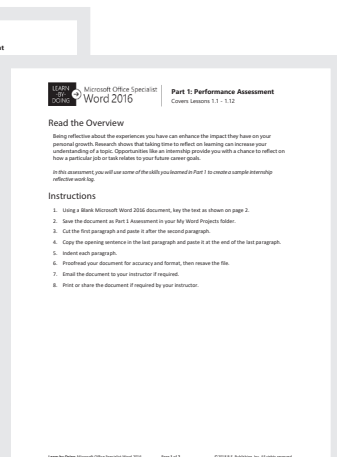 nt
LEARN
-BY-
DOING
Microsoft Office Specialist
Word 2016
Part 1: Performance Assessment
Covers Lessons 1.1 - 1.12
Read the Overview
Being reflective about the experiences you have can enhance the impact they have on your
personal growth. Research shows that taking time to reflect on learning can increase your
understanding of a topic. Opportunities like an internship provide you with a chance to reflect on
how a particular job or task relates to your future career goals.
In this assessment, you will use some of the skills you learned in Part 1 to create a sample internship
reflective work log.
Instructions
1. Using a Blank Microsoft Word 2016 document, key the text as shown on page 2.
2. Save the document as Part 1 Assessment in your My Word Projects folder.
3. Cut the first paragraph and paste it after the second paragraph.
4. Copy the opening sentence in the last paragraph and paste it at the end of the last paragraph.
5. Indent each paragraph.
6. Proofread your document for accuracy and format, then resave the file.
7. Email the document to your instructor if required.
8. Print or share the document if required by your instructor.